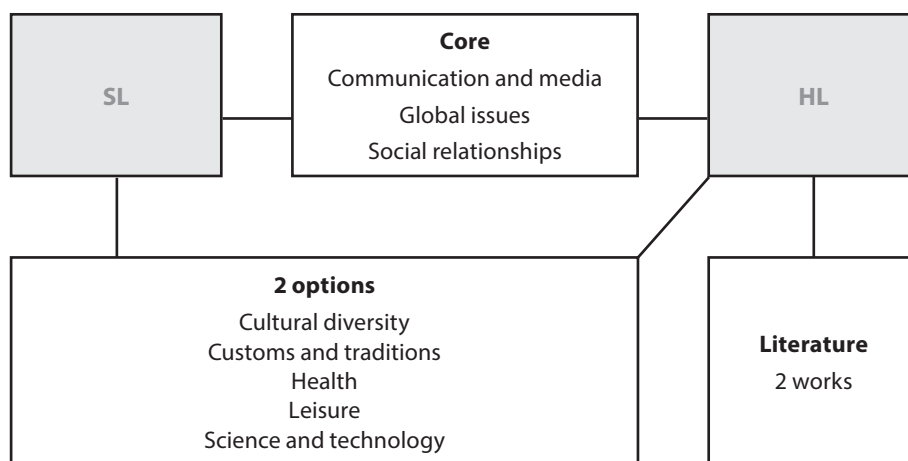 SL
Core
Communication and media
Global issues
Social relationships
HL
2 options
Cultural diversity
Customs and traditions
Health
Leisure
Science and technology
Literature
2 works